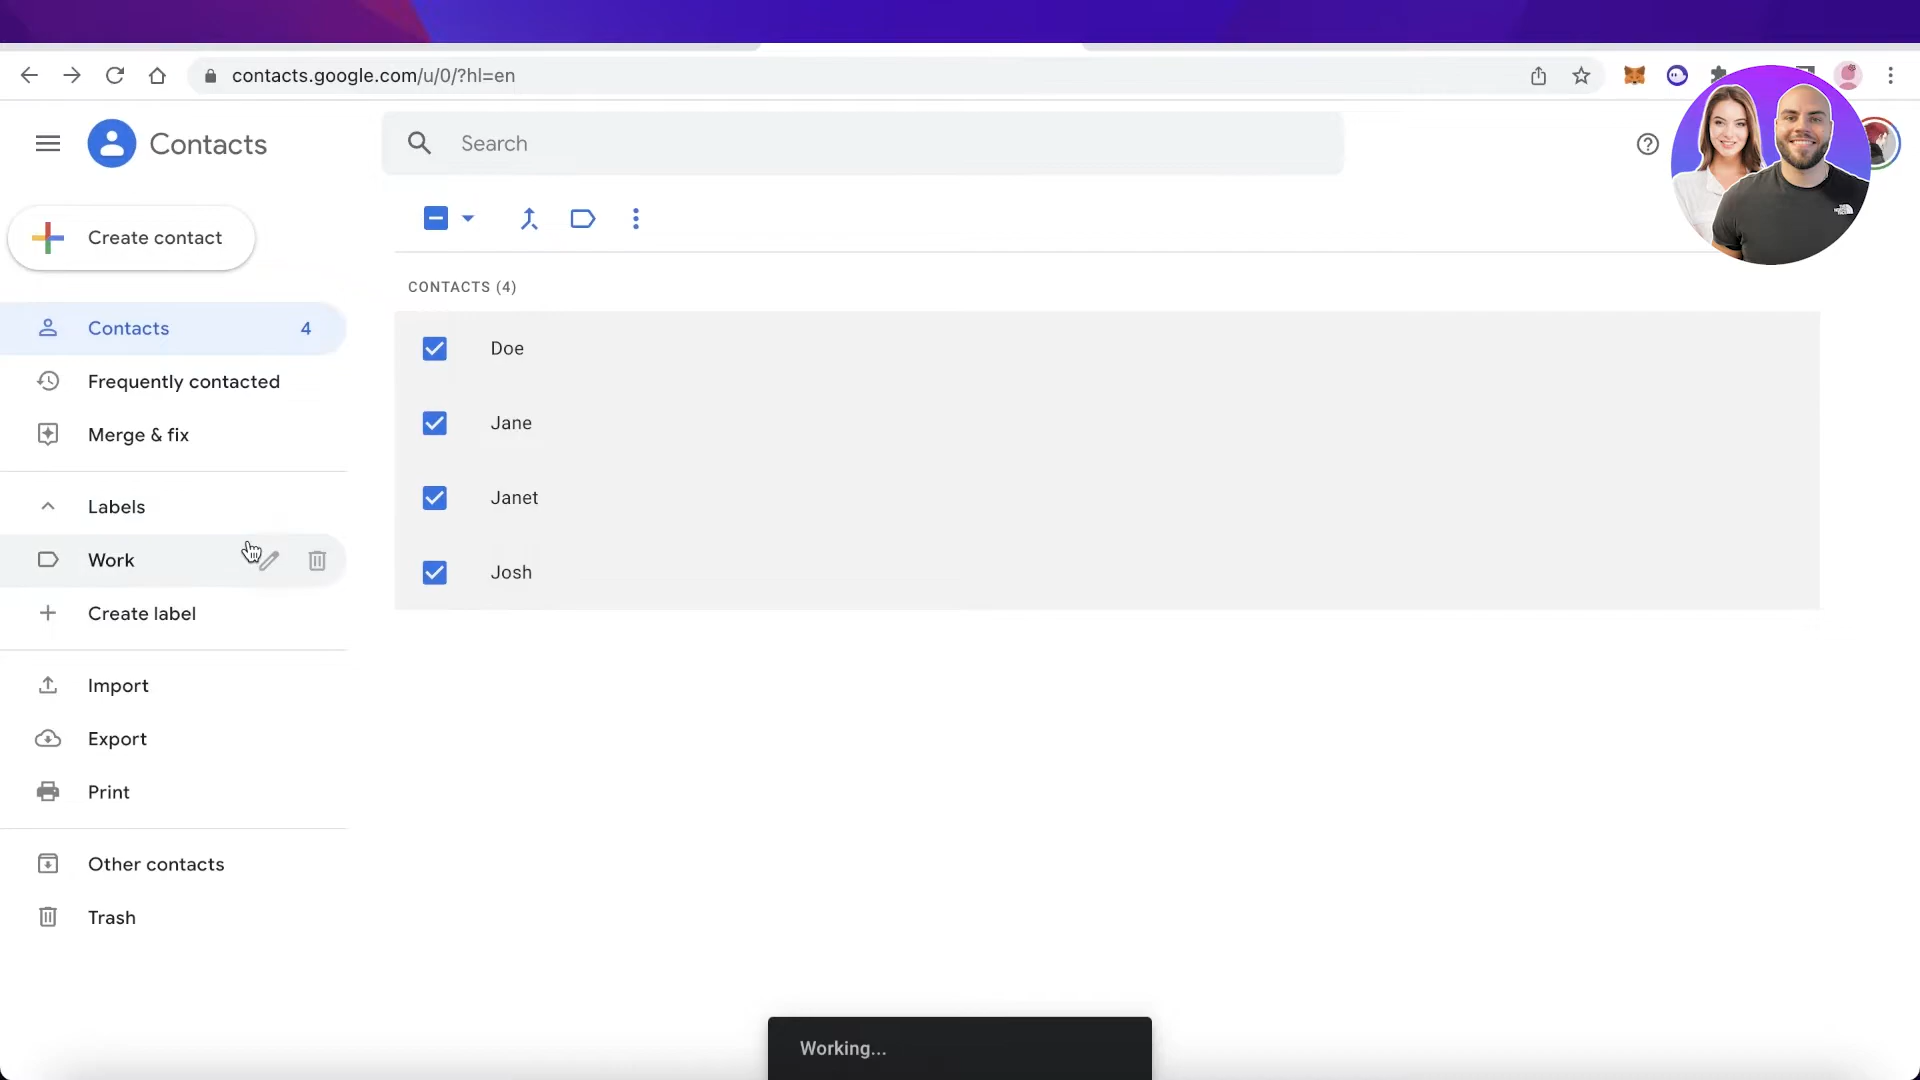 contacts.google.com/u/0/?hl=en
Contacts
Search
Create contact
CONTACTS (4)
Contacts 4
Doe
Frequently contacted
Jane
Merge & fix
Janet
Labels
Work
Josh
Create label
Import
Export
Print
Other contacts
Trash
Working...